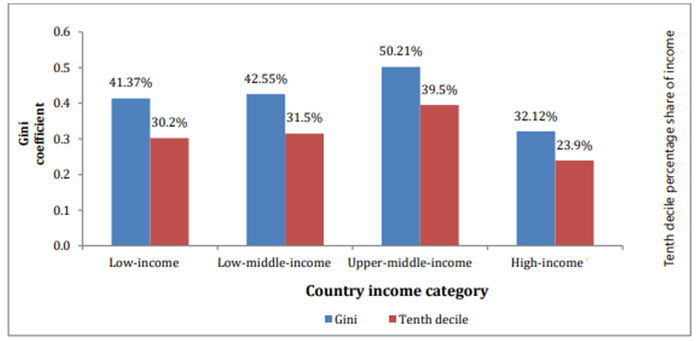 0.6
0.5
0.4
0.3
0.2
0.1
0.0
Gini
coefficient
41.37%
30.2%
42.55%
31.5%
50.21%
39.5%
32.12%
23.9%
Low-income
Low-middle-income
Upper-middle-income
High-income
Country income category
Gini
Tenth decile
Tenth decile percentage share of income